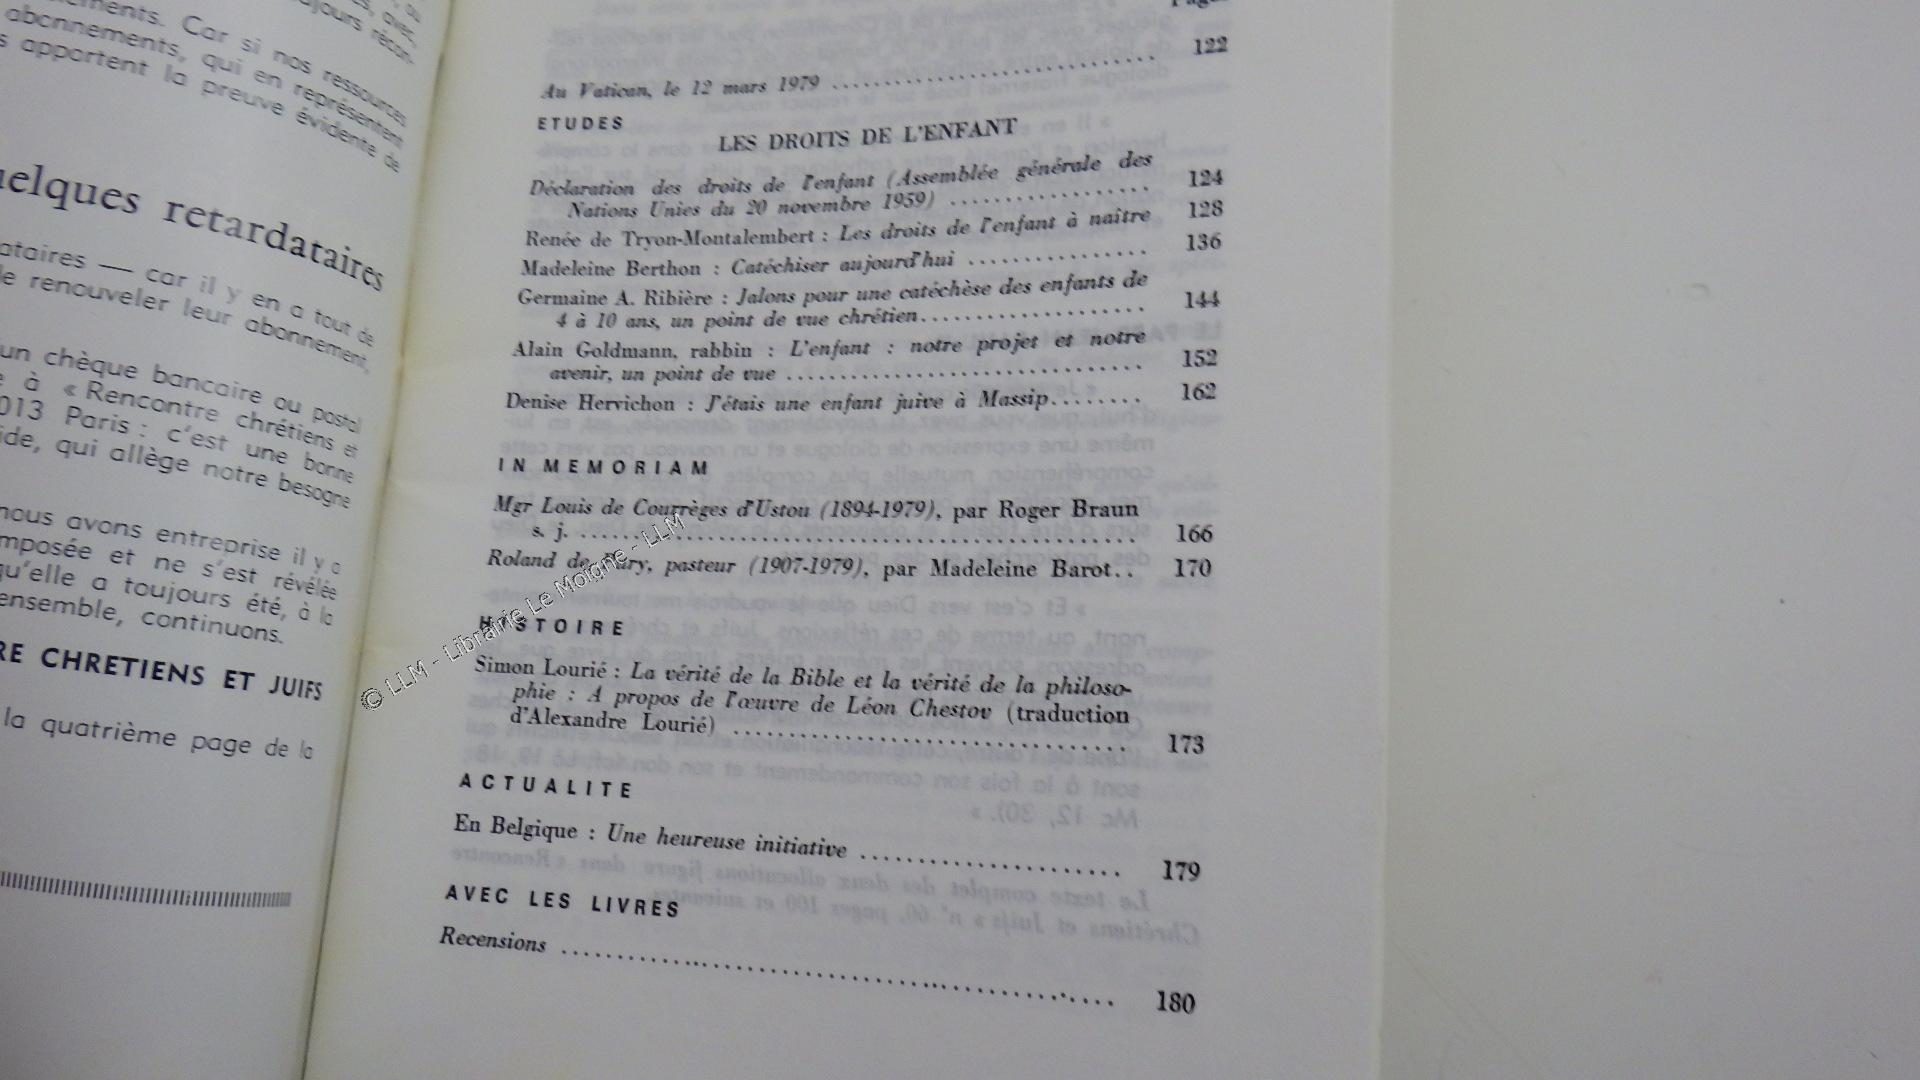 Car si nos ressources
abonnements, qui en représentent
apportent la preuve évidente de
retardataires
car il y en a tout de
renouveler leur abonnement,
un chèque bancaire ou postal
à « Rencontre chrétiens et
Paris : c'est une bonne
qui allège notre besogne
nous avons entreprise il y a
et ne s'est révélée
qu'elle a toujours été, à la
ensemble, continuons.
CHRETIENS ET JUIFS
la quatrième page de la
Au Vatican, le 12 mars 1979 .......... 122
ETUDES
LES DROITS DE L'ENFANT
Déclaration des droits de l'enfant (Assemblée générale des
Nations Unies du 20 novembre 1959) .......... 124
Renée de Tryon-Montalembert : Les droits de l'enfant à naître 128
Madeleine Berthon : Catéchiser aujourd'hui .......... 136
Germaine A. Ribière : Jalons pour une catéchèse des enfants de
4 à 10 ans, un point de vue chrétien.......... 144
Alain Goldmann, rabbin : L'enfant : notre projet et notre
avenir, un point de vue .......... 152
Denise Hervichon : J'étais une enfant juive à Massip........ 162
IN MEMORIAM
Mgr Louis de Courrèges d'Ustou (1894-1979), par Roger Braun
s. j. .......... 166
Roland de Pury, pasteur (1907-1979), par Madeleine Barot.. 170
HISTOIRE
Simon Lourié : La vérité de la Bible et la vérité de la philoso-
phie : A propos de l'œuvre de Léon Chestov (traduction
d'Alexandre Lourié) .......... 173
ACTUALITE
En Belgique : Une heureuse initiative .......... 179
AVEC LES LIVRES
Recensions .......... 180
© LLM - Librairie Le Moigne - LLM